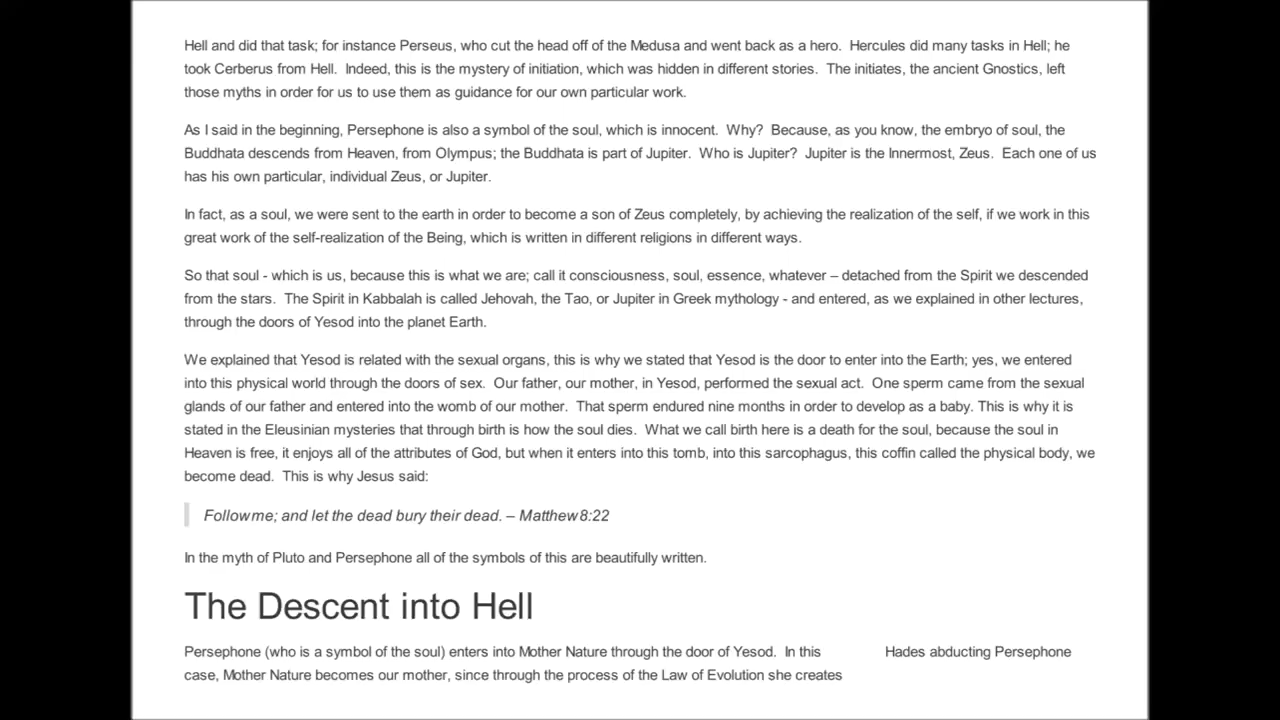 Hell and did that task; for instance Perseus, who cut the head off of the Medusa and went back as a hero.  Hercules did many tasks in Hell; he
took Cerberus from Hell.  Indeed, this is the mystery of initiation, which was hidden in different stories.  The initiates, the ancient Gnostics, left
those myths in order for us to use them as guidance for our own particular work.
As I said in the beginning, Persephone is also a symbol of the soul, which is innocent.  Why?  Because, as you know, the embryo of soul, the
Buddhata descends from Heaven, from Olympus; the Buddhata is part of Jupiter.  Who is Jupiter?  Jupiter is the Innermost, Zeus.  Each one of us
has his own particular, individual Zeus, or Jupiter.
In fact, as a soul, we were sent to the earth in order to become a son of Zeus completely, by achieving the realization of the self, if we work in this
great work of the self-realization of the Being, which is written in different religions in different ways.
So that soul - which is us, because this is what we are; call it consciousness, soul, essence, whatever – detached from the Spirit we descended
from the stars.  The Spirit in Kabbalah is called Jehovah, the Tao, or Jupiter in Greek mythology - and entered, as we explained in other lectures,
through the doors of Yesod into the planet Earth.
We explained that Yesod is related with the sexual organs, this is why we stated that Yesod is the door to enter into the Earth; yes, we entered
into this physical world through the doors of sex.  Our father, our mother, in Yesod, performed the sexual act.  One sperm came from the sexual
glands of our father and entered into the womb of our mother.  That sperm endured nine months in order to develop as a baby. This is why it is
stated in the Eleusinian mysteries that through birth is how the soul dies.  What we call birth here is a death for the soul, because the soul in
Heaven is free, it enjoys all of the attributes of God, but when it enters into this tomb, into this sarcophagus, this coffin called the physical body, we
become dead.  This is why Jesus said:
Follow me; and let the dead bury their dead. – Matthew 8:22
In the myth of Pluto and Persephone all of the symbols of this are beautifully written.
The Descent into Hell
Persephone (who is a symbol of the soul) enters into Mother Nature through the door of Yesod.  In this
case, Mother Nature becomes our mother, since through the process of the Law of Evolution she creates
Hades abducting Persephone